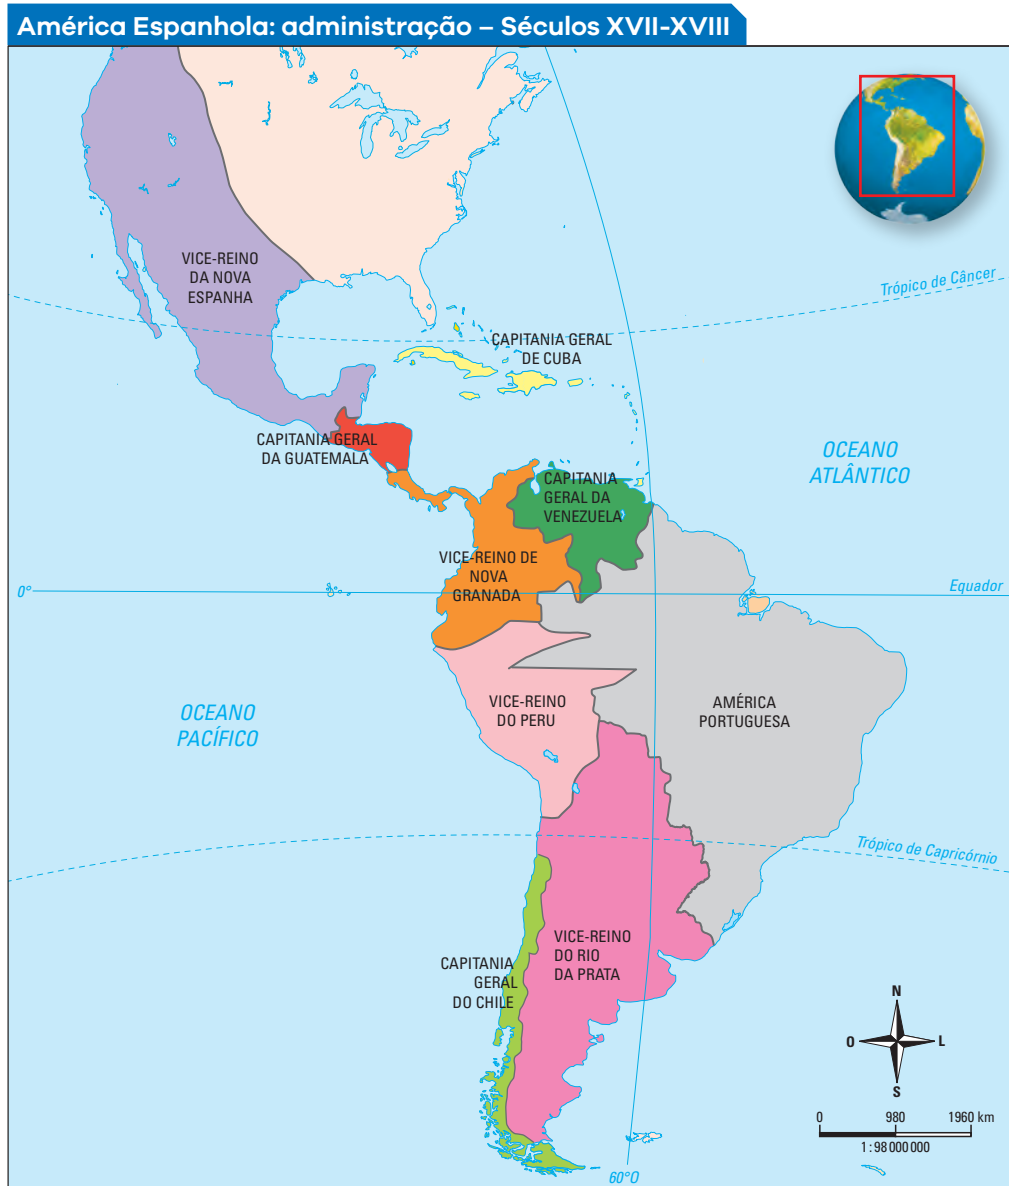 América Espanhola: administração – Séculos XVII-XVIII
VICE-REINO
DA NOVA
ESPANHA
Trópico de Câncer
CAPITANIA GERAL
DE CUBA
CAPITANIA GERAL
DA GUATEMALA
OCEANO
ATLÂNTICO
CAPITANIA
GERAL DA
VENEZUELA
VICE-REINO DE
NOVA
GRANADA
0°
Equador
OCEANO
PACÍFICO
VICE-REINO
DO PERU
AMÉRICA
PORTUGUESA
Trópico de Capricórnio
VICE-REINO
DO RIO
DA PRATA
CAPITANIA
GERAL
DO CHILE
N
O
L
S
0 980 1960 km
1 : 98 000 000
60°O